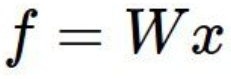 f = Wx